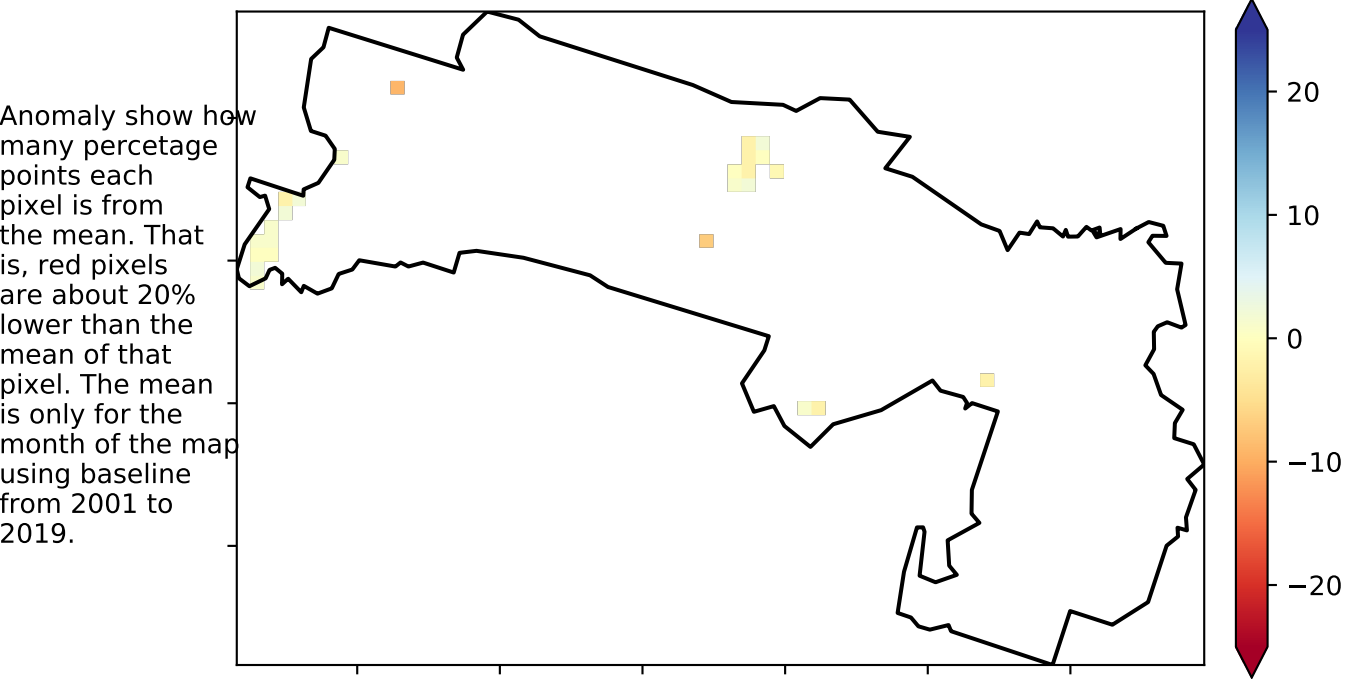 Anomaly show how
many percetage
points each
pixel is from
the mean. That
is, red pixels
are about 20%
lower than the
mean of that
pixel. The mean
is only for the
month of the map
using baseline
from 2001 to
2019.
20
10
0
−10
−20